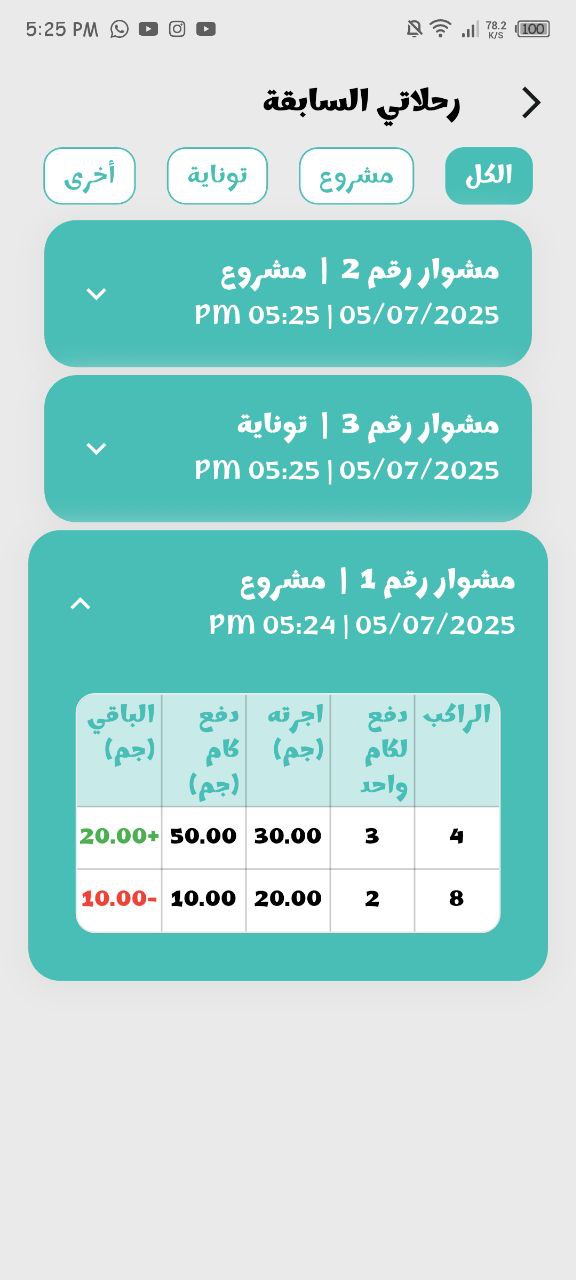 5:25 PM
78.2 K/S
100
رحلاتي السابقة
الكل
مشروع
توناية
أخرى
مشوار رقم 2 | مشروع
05/07/2025 | 05:25 PM
مشوار رقم 3 | توناية
05/07/2025 | 05:25 PM
مشوار رقم 1 | مشروع
05/07/2025 | 05:24 PM
الراكب
دفع لكام واحد
اجرته (جم)
دفع كام (جم)
الباقي (جم)
4 3 30.00 50.00 +20.00
8 2 20.00 10.00 -10.00